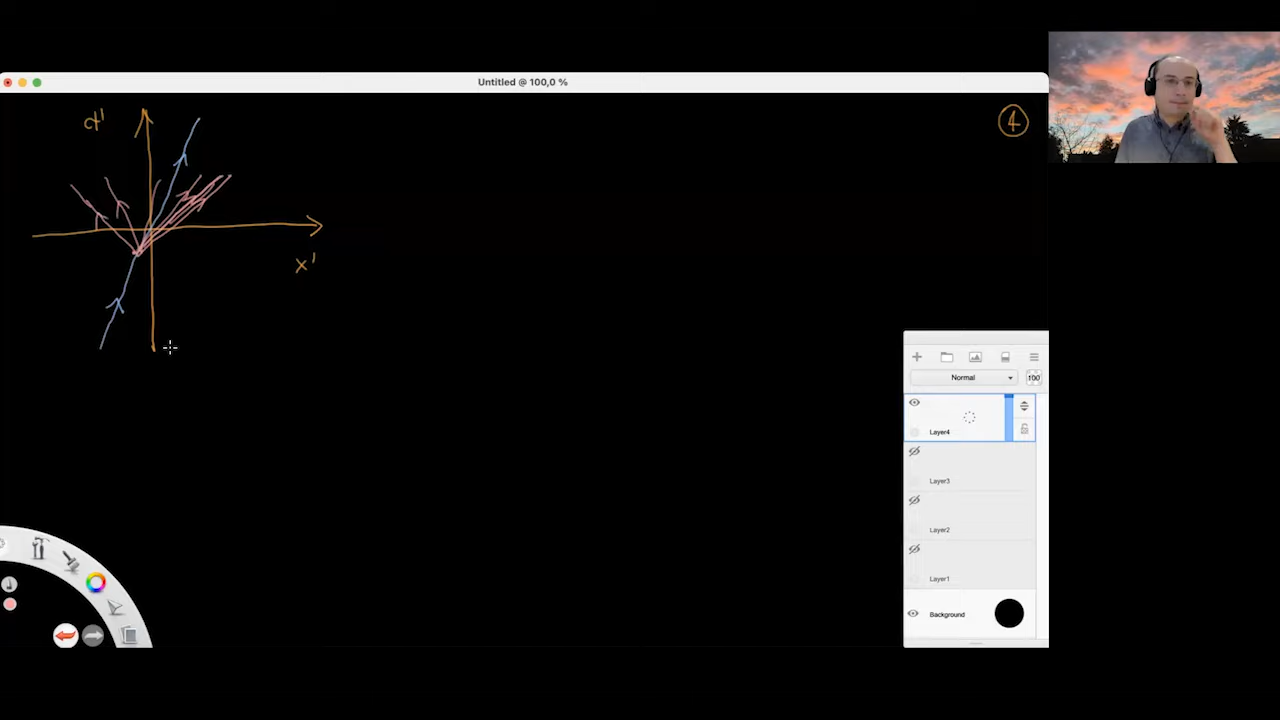 Untitled @ 100,0 %
ct'
4
x'
Normal
100
Layer4
Layer3
Layer2
Layer1
Background